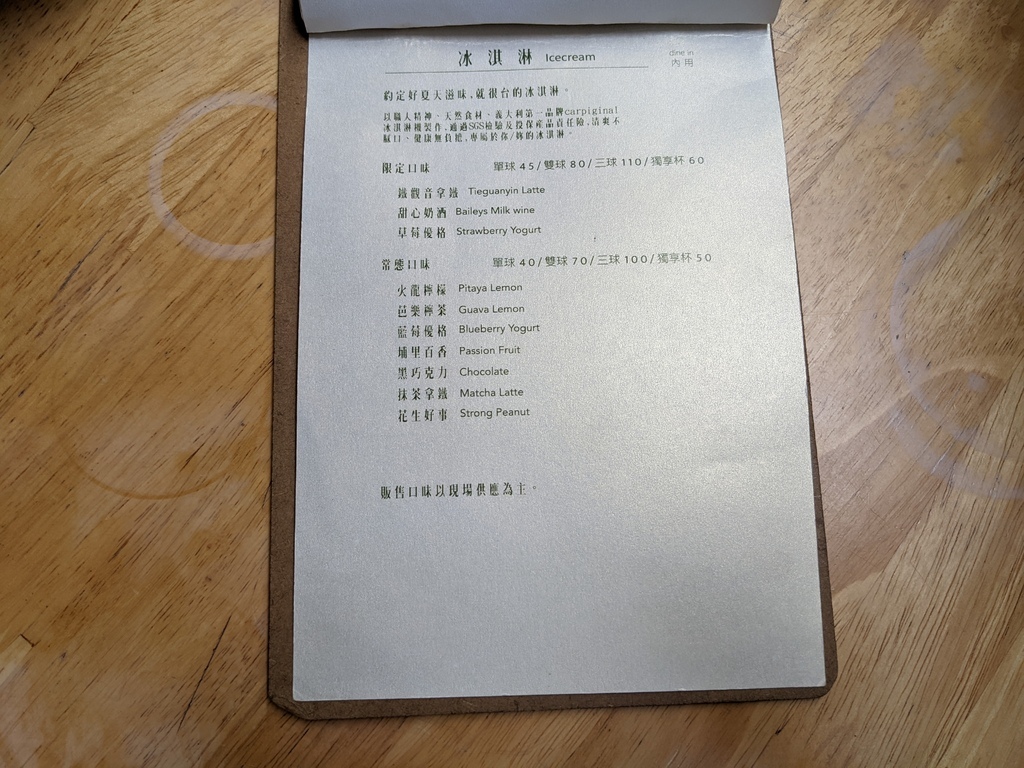 冰淇淋 Icecream
dine in
內用
約定好夏天滋味,就很台的冰淇淋。
以職人精神、天然食材、義大利第一品牌carpiginal
冰淇淋機製作,通過SGS檢驗及投保產品責任險,清爽不
膩口、健康無負擔,專屬於你/妳的冰淇淋。
限定口味 單球 45/雙球 80/三球 110/獨享杯 60
鐵觀音拿鐵 Tieguanyin Latte
甜心奶酒 Baileys Milk wine
草莓優格 Strawberry Yogurt
常態口味 單球 40/雙球 70/三球 100/獨享杯 50
火龍檸檬 Pitaya Lemon
芭樂檸茶 Guava Lemon
藍莓優格 Blueberry Yogurt
埔里百香 Passion Fruit
黑巧克力 Chocolate
抹茶拿鐵 Matcha Latte
花生好事 Strong Peanut
販售口味以現場供應為主。